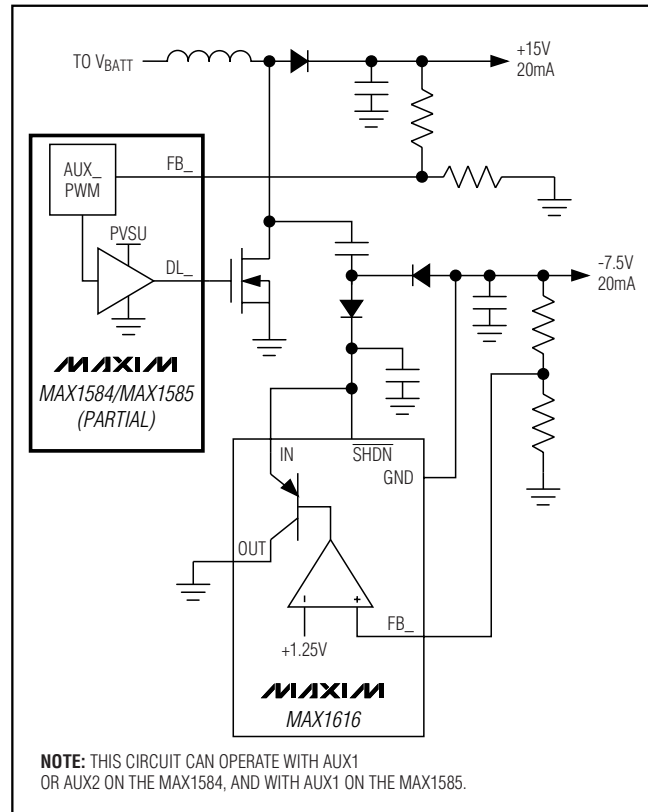 TO VBATT
+15V
20mA
AUX_
PWM
FB_
PVSU
DL_
-7.5V
20mA
MAXIM
MAX1584/MAX1585
(PARTIAL)
IN
SHDN
GND
OUT
-
+
FB_
+1.25V
MAXIM
MAX1616
NOTE: THIS CIRCUIT CAN OPERATE WITH AUX1
OR AUX2 ON THE MAX1584, AND WITH AUX1 ON THE MAX1585.